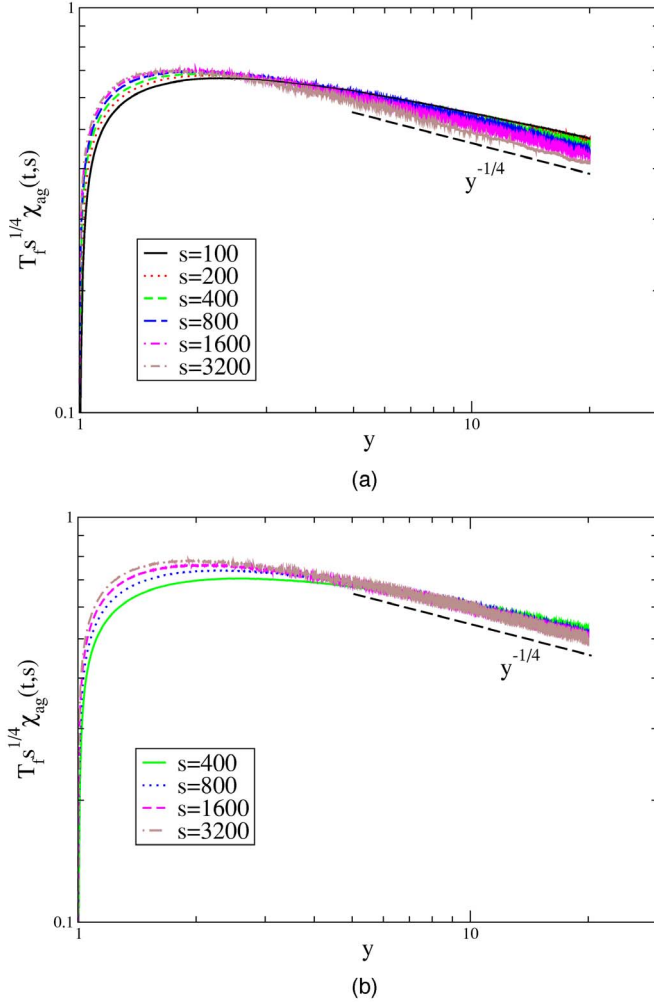 1
T_f s^{1/4} χ_ag(t,s)
y^{-1/4}
s=100
s=200
s=400
s=800
s=1600
s=3200
0.1
1
10
y
(a)
1
T_f s^{1/4} χ_ag(t,s)
y^{-1/4}
s=400
s=800
s=1600
s=3200
0.1
1
10
y
(b)